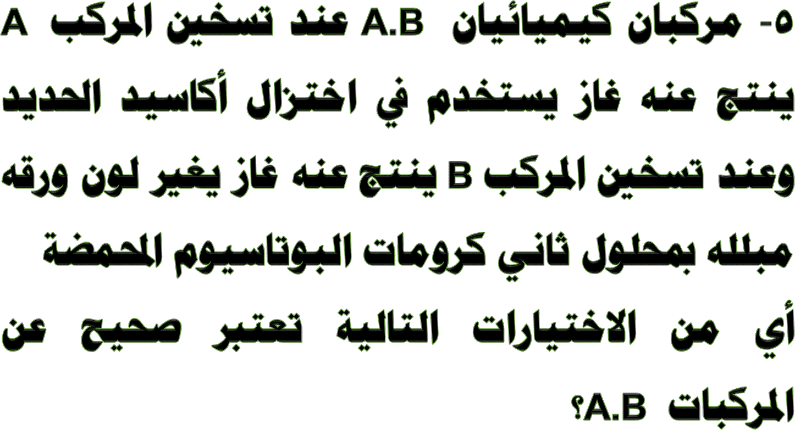 ٥- مركبان كيميائيان A.B عند تسخين المركب A
ينتج عنه غاز يستخدم في اختزال أكاسيد الحديد
وعند تسخين المركب B ينتج عنه غاز يغير لون ورقه
مبلله بمحلول ثاني كرومات البوتاسيوم المحمضة
أي من الاختيارات التالية تعتبر صحيح عن
المركبات A.B؟